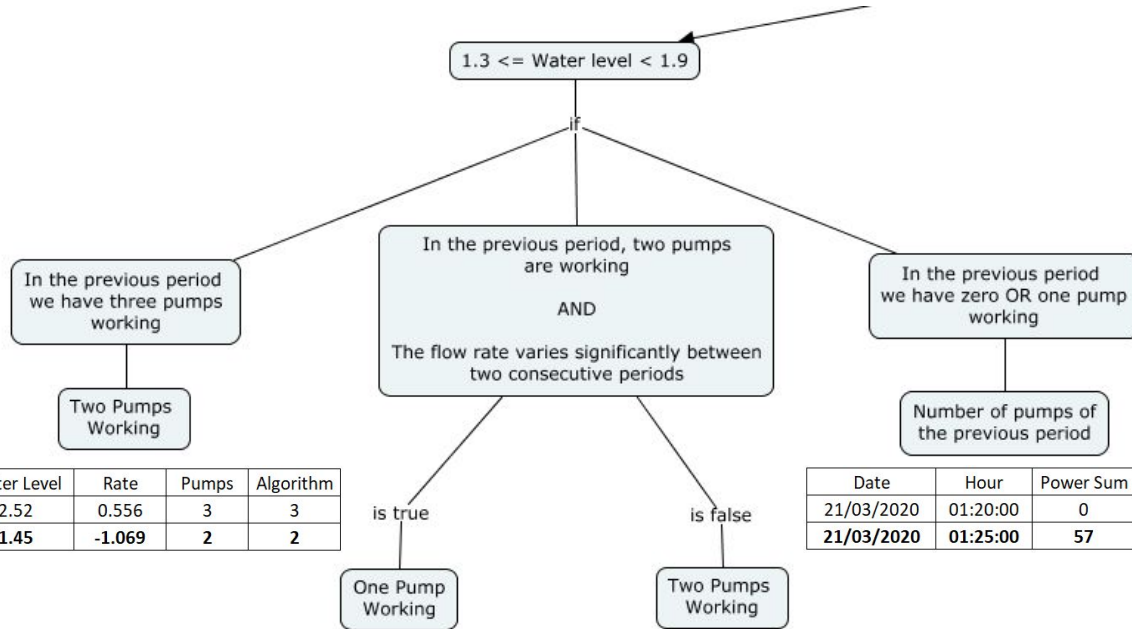 1.3 <= Water level < 1.9
if
In the previous period
we have three pumps
working
In the previous period, two pumps
are working
AND
The flow rate varies significantly between
two consecutive periods
In the previous period
we have zero OR one pump
working
Two Pumps
Working
Number of pumps of
the previous period
Level Rate Pumps Algorithm
2.52 0.556 3 3
1.45 -1.069 2 2
Date Hour Power Sum
21/03/2020 01:20:00 0
21/03/2020 01:25:00 57
is true
is false
One Pump
Working
Two Pumps
Working